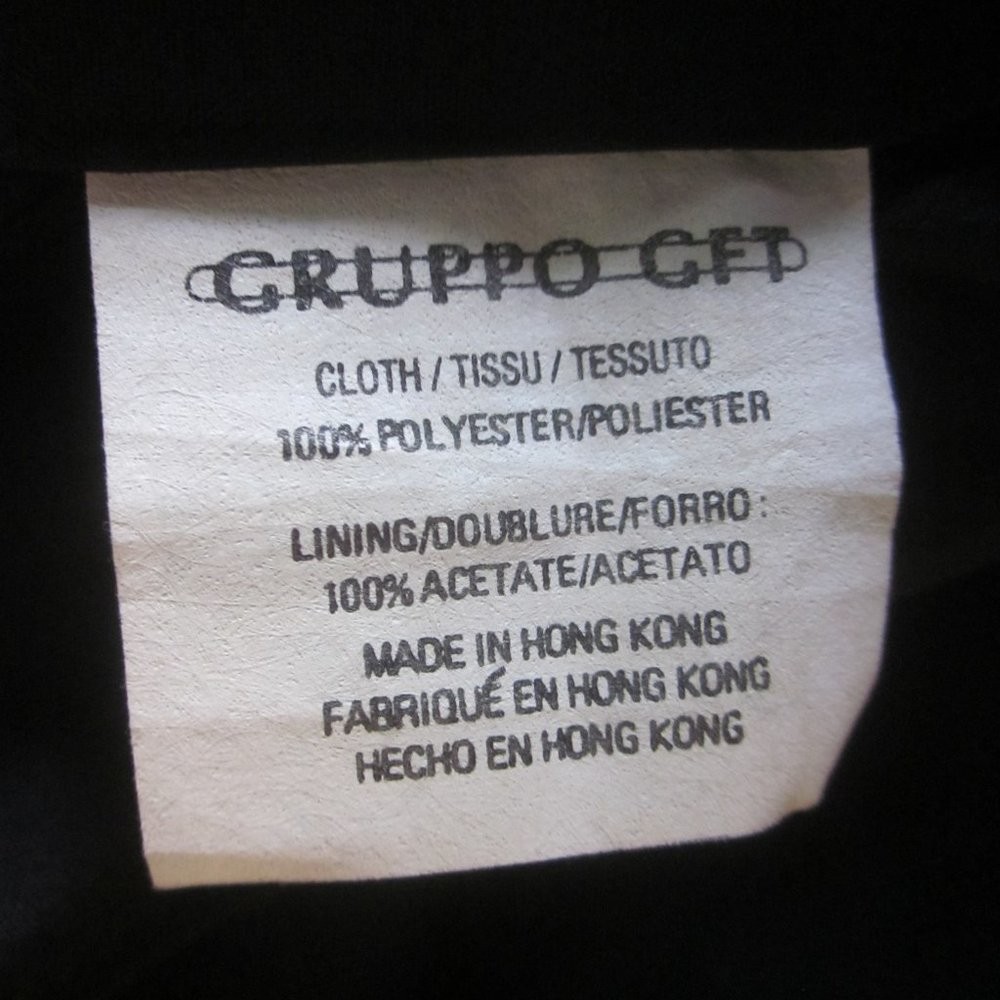 GRUPPO GFT
CLOTH / TISSU / TESSUTO
100% POLYESTER/POLIESTER
LINING/DOUBLURE/FORRO :
100% ACETATE/ACETATO
MADE IN HONG KONG
FABRIQUÉ EN HONG KONG
HECHO EN HONG KONG